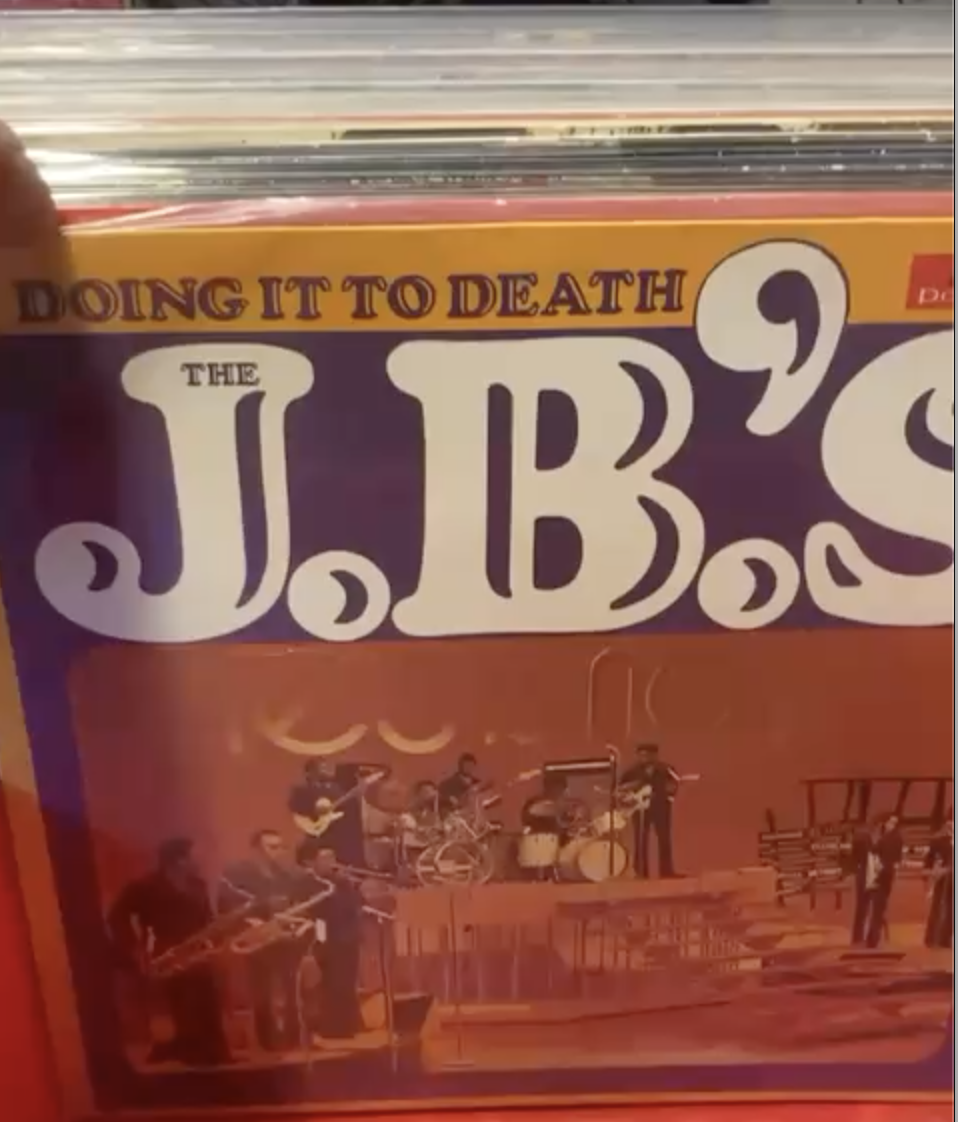 DOING IT TO DEATH
THE
J.B.'S